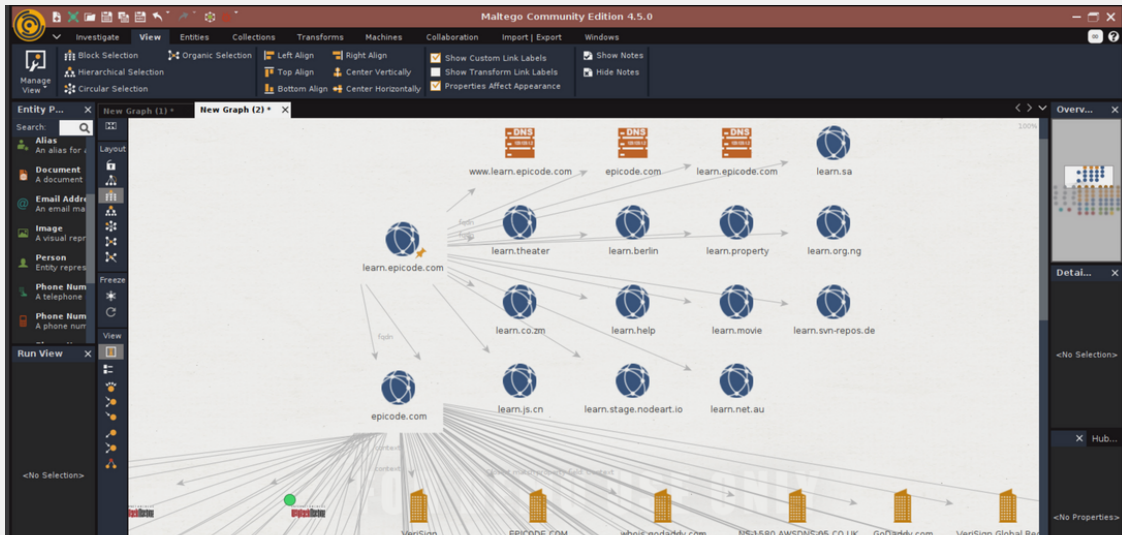 Maltego Community Edition 4.5.0
Investigate View Entities Collections Transforms Machines Collaboration Import | Export Windows
Manage View
Block Selection
Hierarchical Selection
Circular Selection
Organic Selection
Left Align
Top Align
Bottom Align
Right Align
Center Vertically
Center Horizontally
Show Custom Link Labels
Show Transform Link Labels
Properties Affect Appearance
Show Notes
Hide Notes
Entity P...
New Graph (1) *
New Graph (2) *
Overv...
Search:
Alias
An alias for a
Document
A document
Email Addre
An email ma
Image
A visual repr
Person
Entity repres
Phone Num
A telephone
Phone Num
A phone num
Run View
<No Selection>
Layout
Freeze
View
100%
DNS
DNS
DNS
www.learn.epicode.com
epicode.com
learn.epicode.com
learn.sa
learn.epicode.com
fqdn
learn.theater
learn.berlin
learn.property
learn.org.ng
learn.co.zm
learn.help
learn.movie
learn.svn-repos.de
fqdn
epicode.com
learn.js.cn
learn.stage.nodeart.io
learn.net.au
context
context
VeriSign
EPICODE.COM
whois.godaddy.com
NS-1580.AWSDNS-05.CO.UK
GoDaddy.com
VeriSign Global Reg
Detai...
<No Selection>
Hub...
<No Properties>